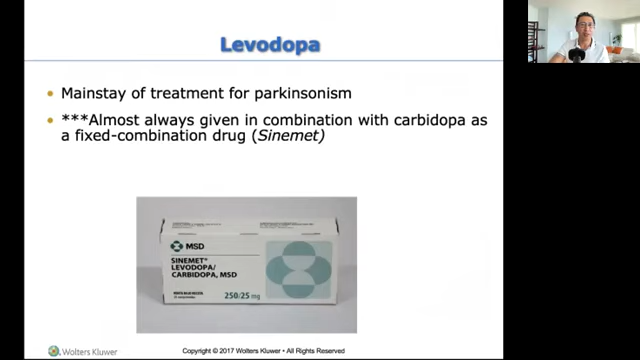 Levodopa
• Mainstay of treatment for parkinsonism
• ***Almost always given in combination with carbidopa as
a fixed-combination drug (Sinemet)
MSD
SINEMET®
LEVODOPA/
CARBIDOPA, MSD
250/25 mg
Wolters Kluwer
Copyright © 2017 Wolters Kluwer • All Rights Reserved